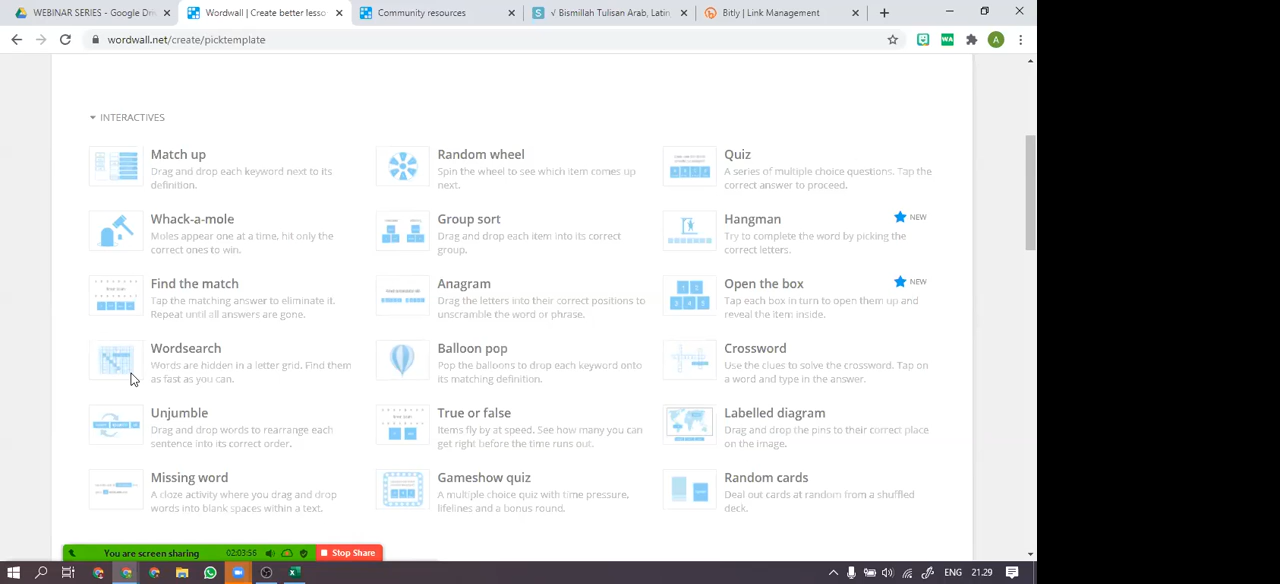 WEBINAR SERIES - Google Dri
Wordwall | Create better lesso
Community resources
√ Bismillah Tulisan Arab, Latin
Bitly | Link Management
wordwall.net/create/picktemplate
WA
A
INTERACTIVES
Match up
Drag and drop each keyword next to its
definition.
Random wheel
Spin the wheel to see which item comes up
next.
Quiz
A series of multiple choice questions. Tap the
correct answer to proceed.
Whack-a-mole
Moles appear one at a time, hit only the
correct ones to win.
Group sort
Drag and drop each item into its correct
group.
Hangman
NEW
Try to complete the word by picking the
correct letters.
Find the match
Tap the matching answer to eliminate it.
Repeat until all answers are gone.
Anagram
Drag the letters into their correct positions to
unscramble the word or phrase.
Open the box
NEW
Tap each box in turn to open them up and
reveal the item inside.
Wordsearch
Words are hidden in a letter grid. Find them
as fast as you can.
Balloon pop
Pop the balloons to drop each keyword onto
its matching definition.
Crossword
Use the clues to solve the crossword. Tap on
a word and type in the answer.
Unjumble
Drag and drop words to rearrange each
sentence into its correct order.
True or false
Items fly by at speed. See how many you can
get right before the time runs out.
Labelled diagram
Drag and drop the pins to their correct place
on the image.
Missing word
A cloze activity where you drag and drop
words into blank spaces within a text.
Gameshow quiz
A multiple choice quiz with time pressure,
lifelines and a bonus round.
Random cards
Deal out cards at random from a shuffled
deck.
You are screen sharing
02:03:56
Stop Share
ENG
21.29